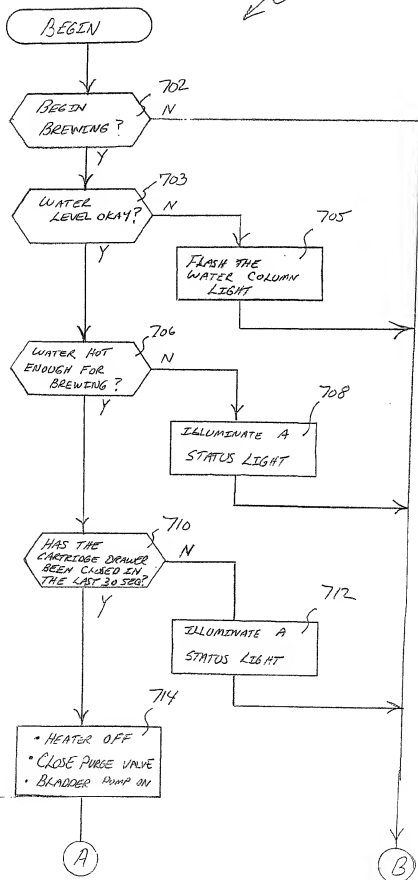 BEGIN
702
BEGIN
BREWING?
N
Y
703
WATER
LEVEL OKAY?
N
Y
705
FLASH THE
WATER COLUMN
LIGHT
706
WATER HOT
ENOUGH FOR
BREWING?
N
Y
708
ILLUMINATE A
STATUS LIGHT
710
HAS THE
CARTRIDGE DRAWER
BEEN CLOSED IN
THE LAST 30 SEC?
N
Y
712
ILLUMINATE A
STATUS LIGHT
714
• HEATER OFF
• CLOSE PURGE VALVE
• BLADDER PUMP ON
A
B